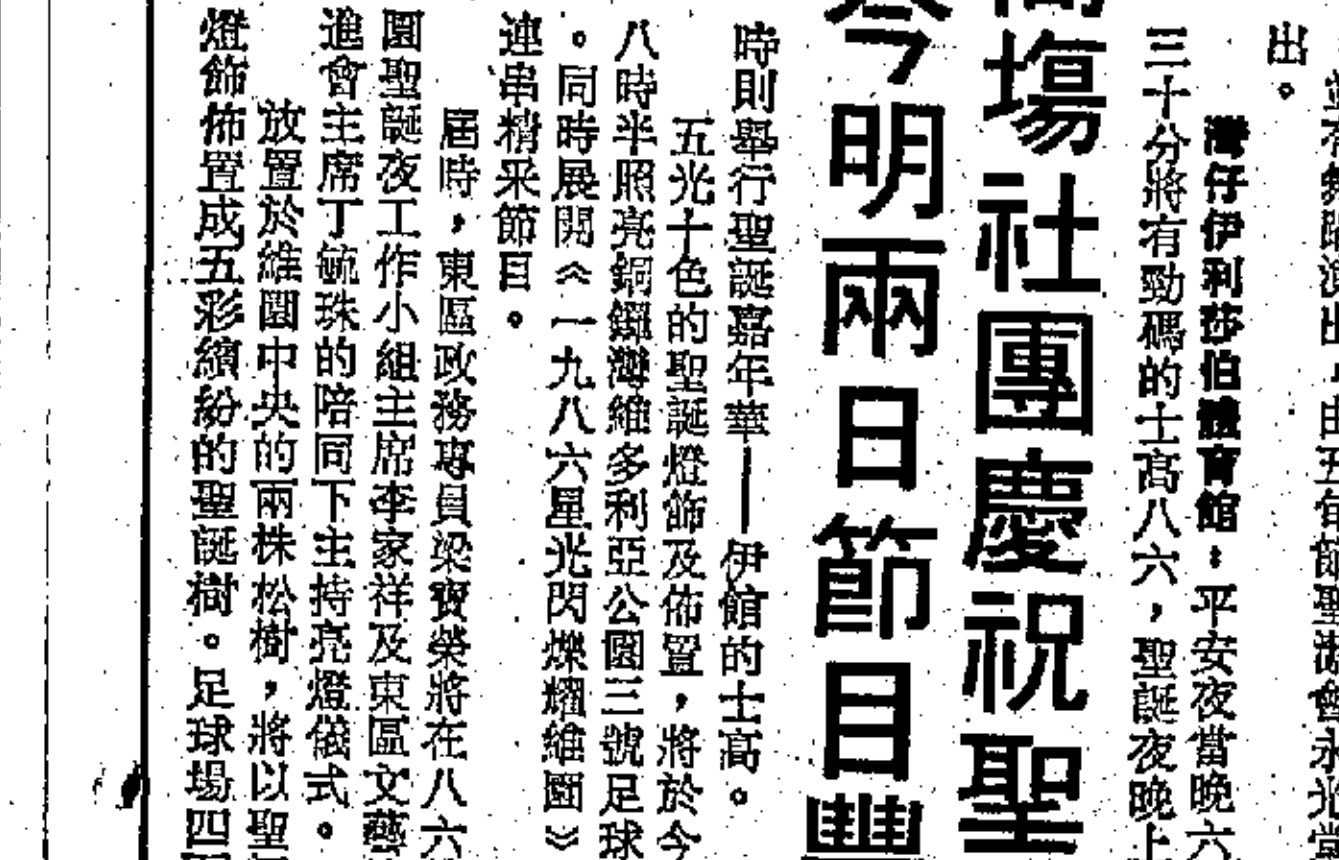 出。
灣仔伊利莎伯體育館：平安夜當晚六
三十分將有勁碼的士高八六，聖誕夜晚上
塲社團慶祝聖
今明兩日節目豐
時則舉行聖誕嘉年華——伊館的士高。
五光十色的聖誕燈飾及佈置，將於今
八時半照亮銅鑼灣維多利亞公園三號足球
。同時展開《一九八六星光閃爍耀維園》
連串精采節目。
屆時，東區政務專員梁寶榮將在八六
園聖誕夜工作小組主席李家祥及東區文藝
進會主席丁毓珠的陪同下主持亮燈儀式。
放置於維園中央的兩株松樹，將以聖
燈飾佈置成五彩繽紛的聖誕樹。足球場四